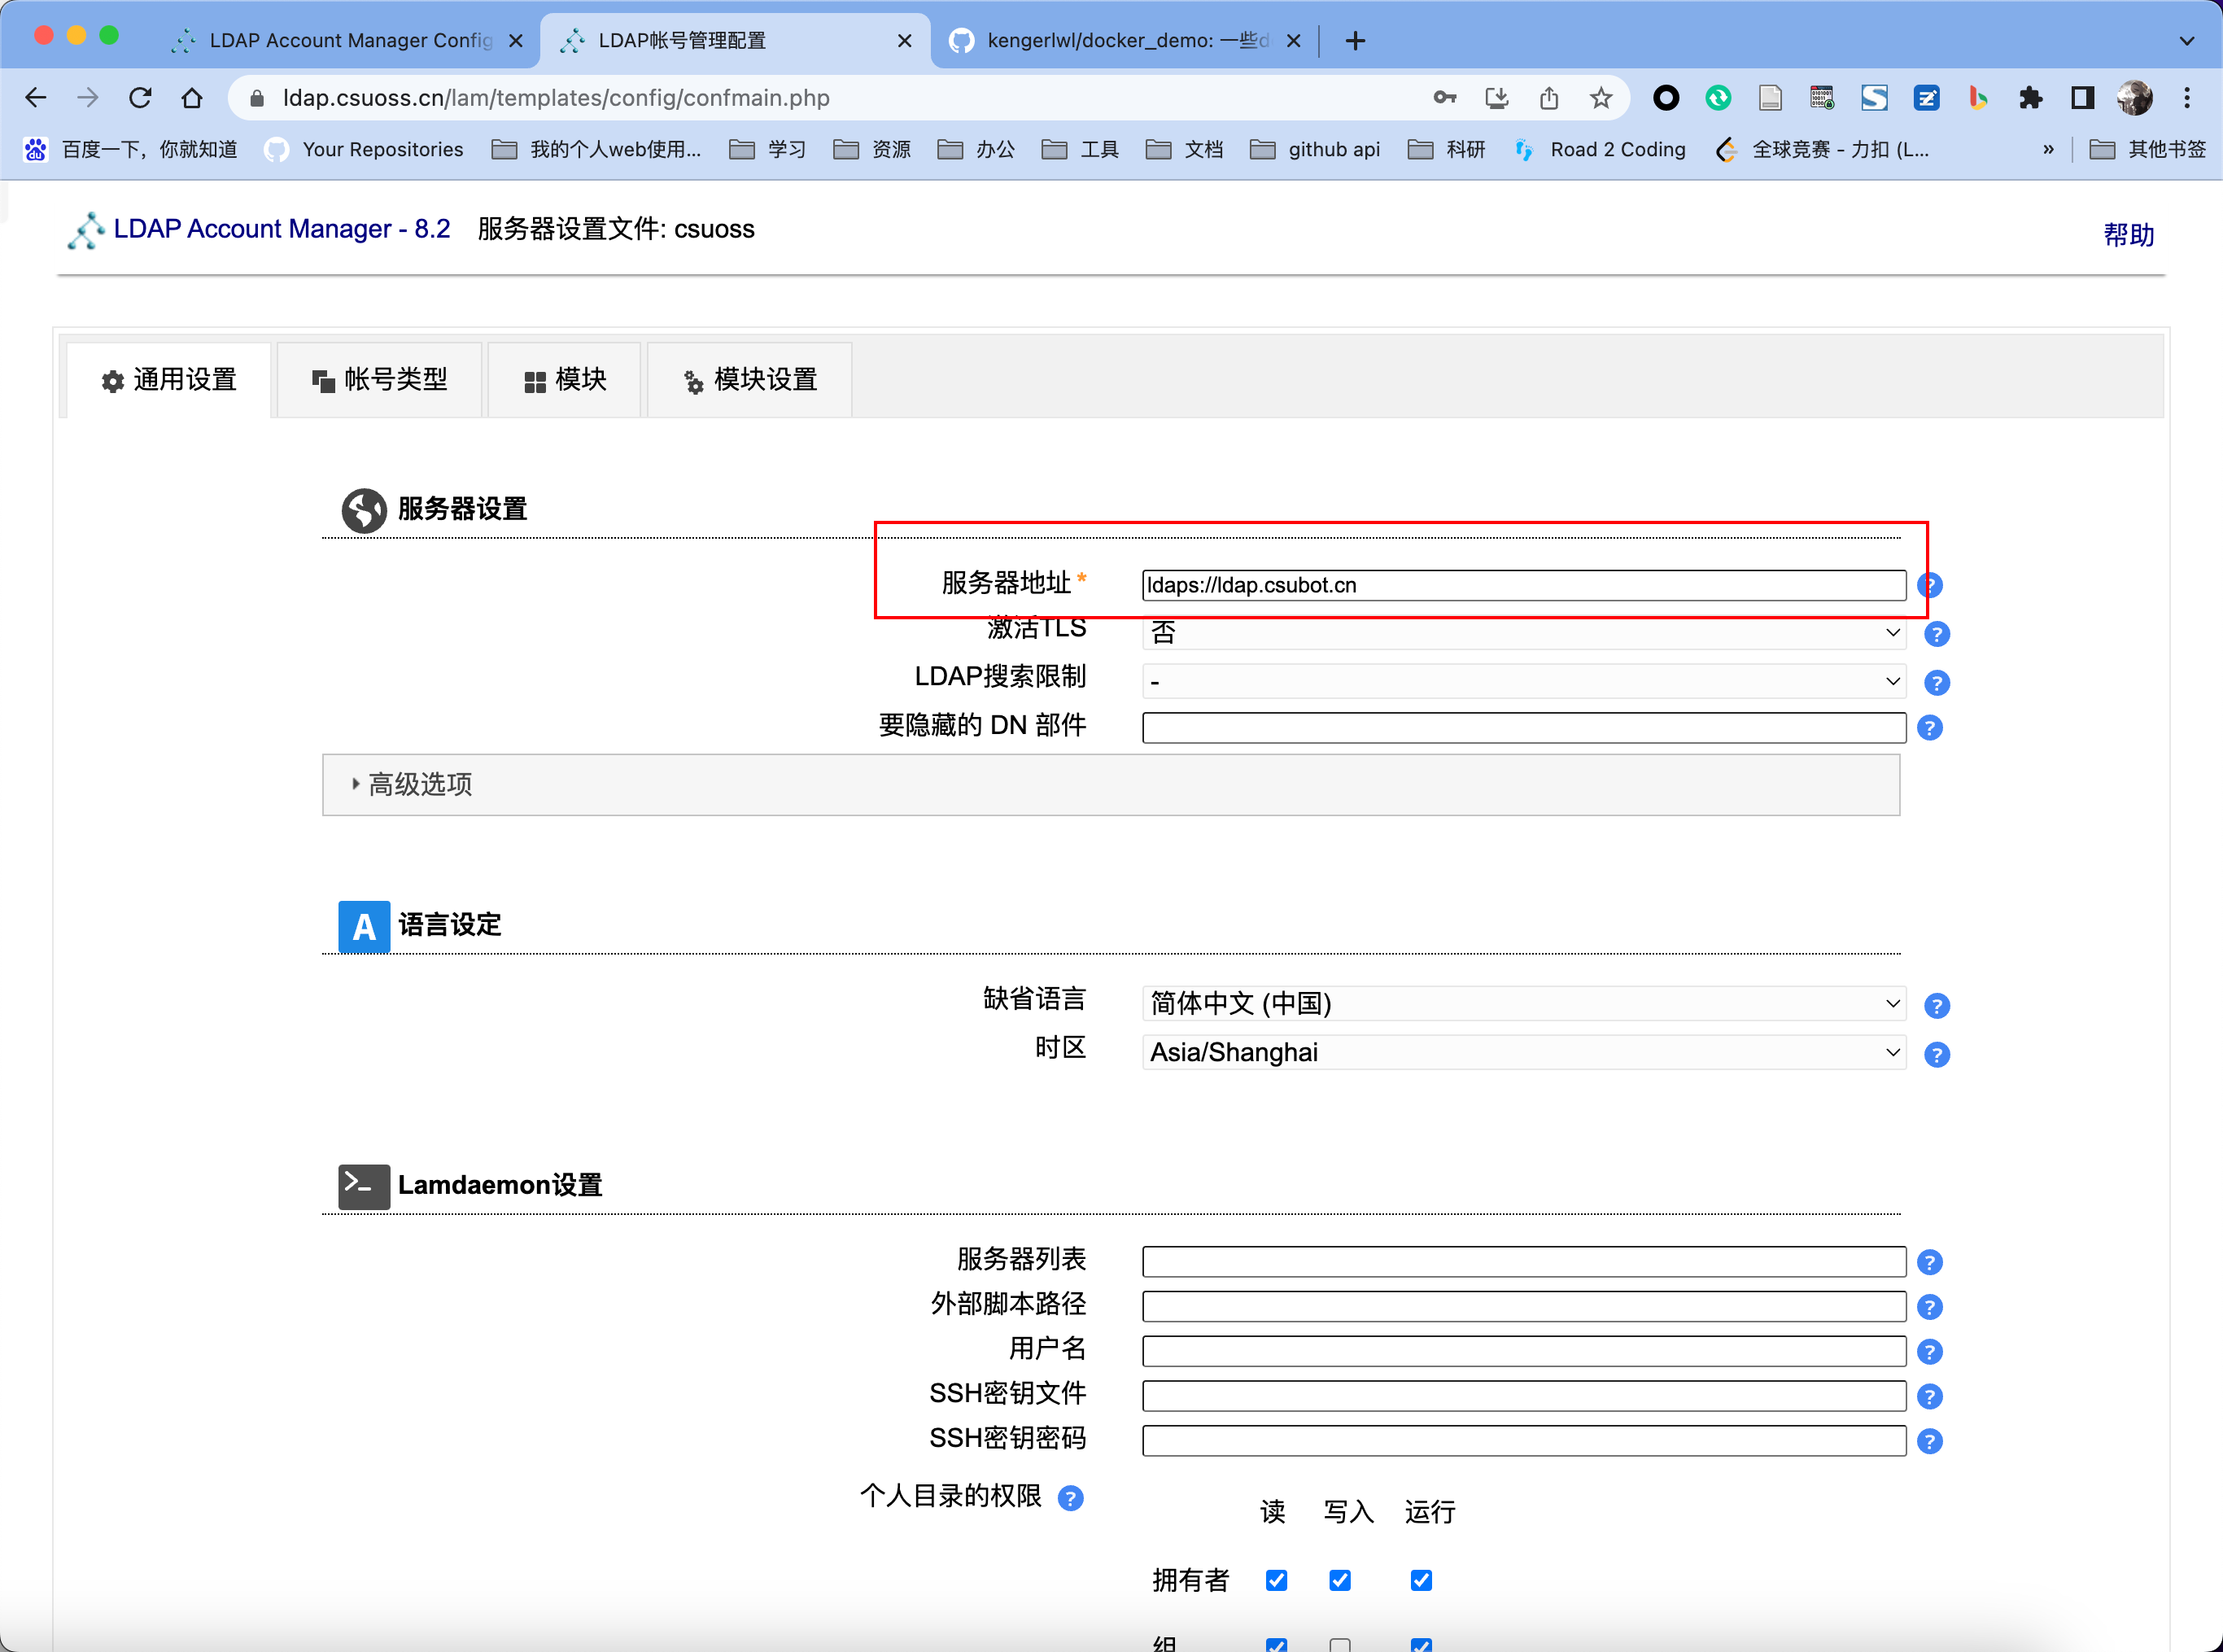 LDAP Account Manager Config
LDAP帐号管理配置
kengerlwl/docker_demo: 一些d
ldap.csuoss.cn/lam/templates/config/confmain.php
百度一下，你就知道
Your Repositories
我的个人web使用...
学习
资源
办公
工具
文档
github api
科研
Road 2 Coding
全球竞赛 - 力扣 (L...
»
其他书签
LDAP Account Manager - 8.2
服务器设置文件: csuoss
帮助
通用设置
帐号类型
模块
模块设置
服务器设置
服务器地址* ldaps://ldap.csubot.cn
激活TLS 否
LDAP搜索限制 -
要隐藏的 DN 部件
高级选项
语言设定
缺省语言 简体中文 (中国)
时区 Asia/Shanghai
Lamdaemon设置
服务器列表
外部脚本路径
用户名
SSH密钥文件
SSH密钥密码
个人目录的权限
读 写入 运行
拥有者
组